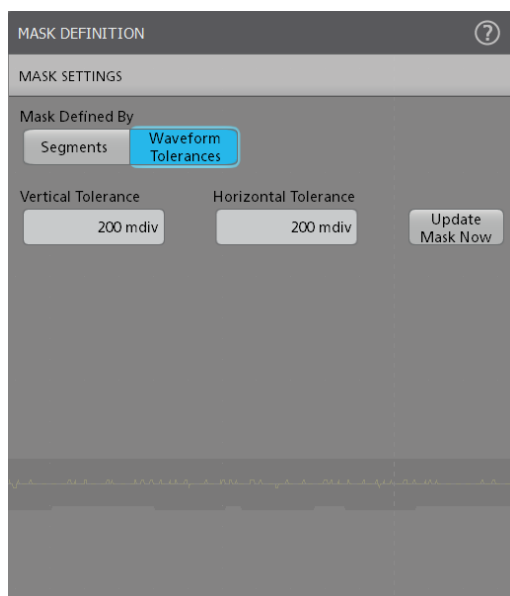 MASK DEFINITION
?
MASK SETTINGS
Mask Defined By
Segments
Waveform
Tolerances
Vertical Tolerance
Horizontal Tolerance
200 mdiv
200 mdiv
Update
Mask Now